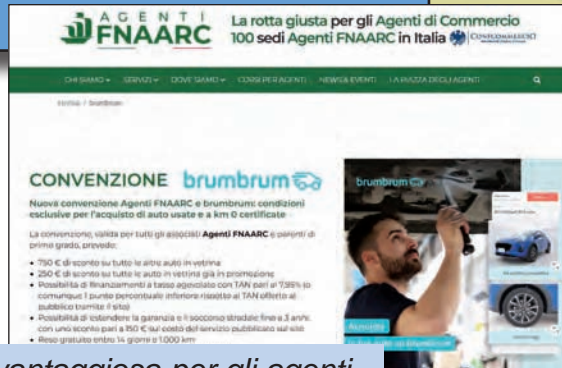 AGENTI
FNAARC
La rotta giusta per gli Agenti di Commercio
100 sedi Agenti FNAARC in Italia CONFCOMMERCIO
CHI SIAMO SERVIZI DOVE SIAMO CORSI PER AGENTI NEWS & EVENTI LA PIAZZA DEGLI AGENTI
/ brumbrum
CONVENZIONE brumbrum
Nuova convenzione Agenti FNAARC e brumbrum: condizioni
esclusive per l'acquisto di auto usate e a km 0 certificate
La convenzione, valida per tutti gli associati Agenti FNAARC e parenti di
primo grado, prevede:
• 750 € di sconto su tutte le altre auto in vetrina
• 250 € di sconto su tutte le auto in vetrina già in promozione
• Possibilità di finanziamenti a tasso agevolato con TAN pari al 7,95% (o
comunque 1 punto percentuale inferiore rispetto al TAN offerto al
pubblico tramite il sito)
• Possibilità di estendere la garanzia e il soccorso stradale fino a 3 anni,
con uno sconto pari a 150 € sul costo del servizio pubblicato sul sito
• Reso gratuito entro 14 giorni e 1.000 km
brumbrum
vantaggiosa per gli agenti